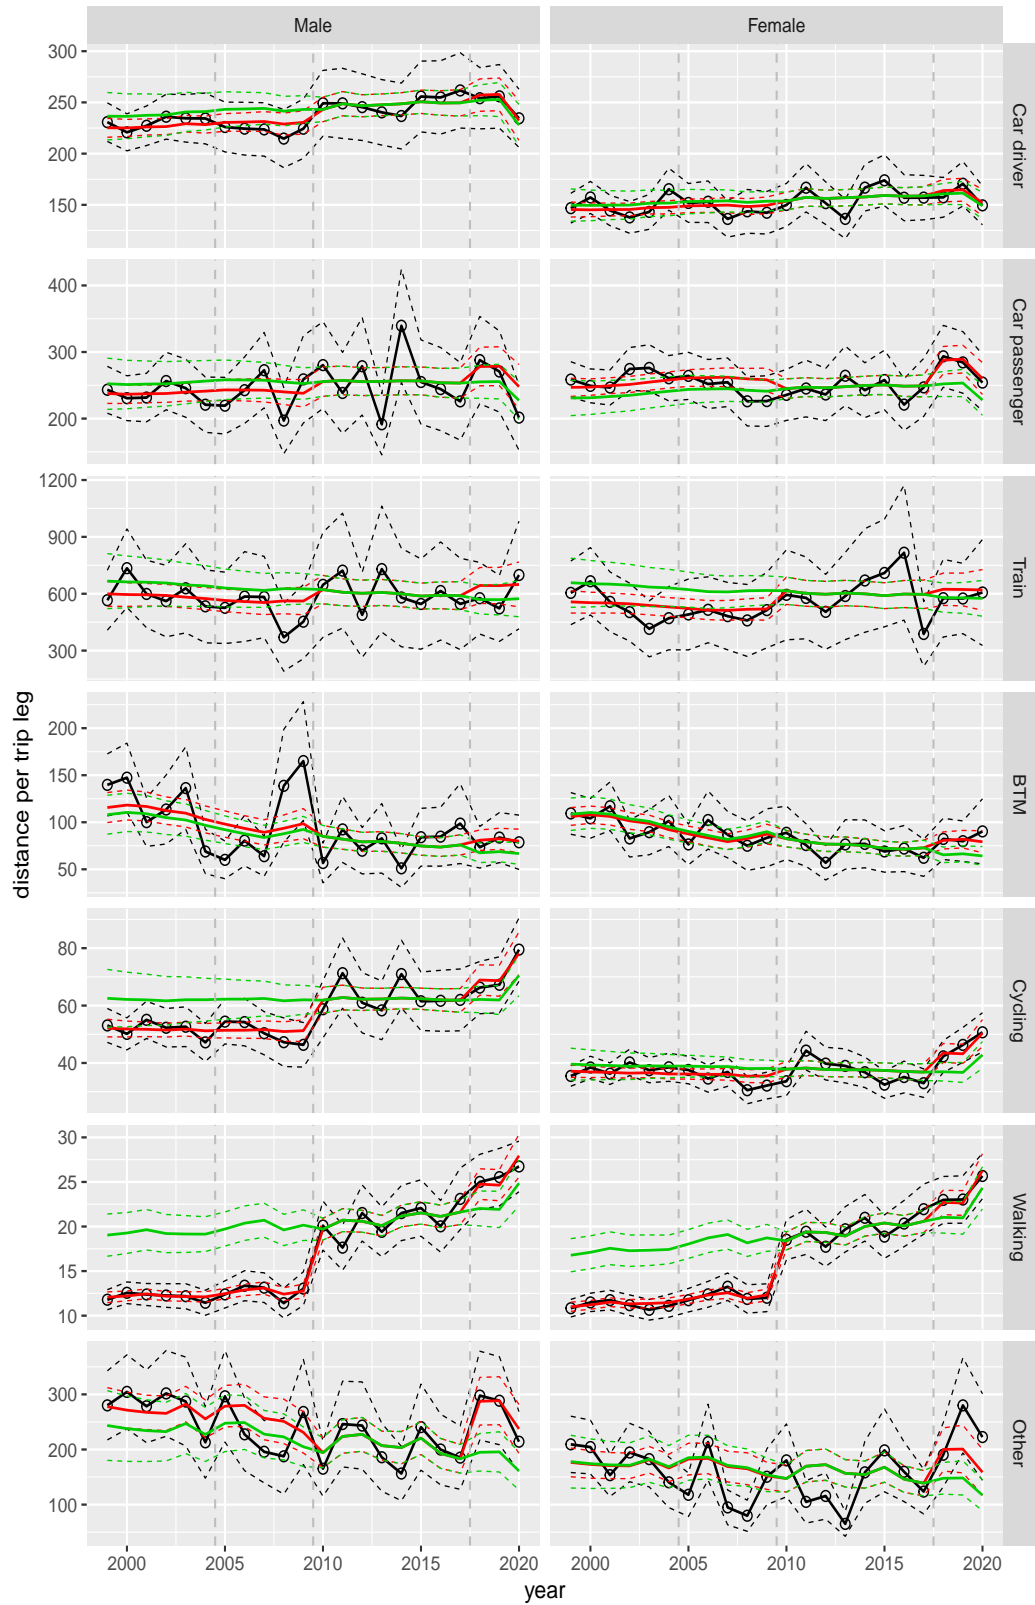 Male Female
300
250
200
150
Car driver
400
300
200
Car passenger
1200
900
600
300
Train
200
150
100
50
BTM
80
60
40
Cycling
30
25
20
15
10
Walking
300
200
100
Other
2000 2005 2010 2015 2020 2000 2005 2010 2015 2020
year
distance per trip leg